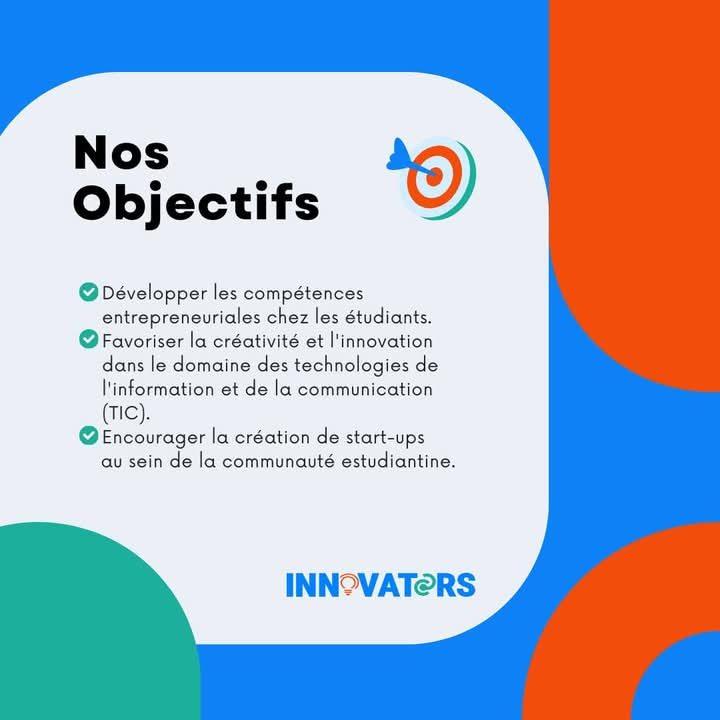 Nos
Objectifs
Développer les compétences
entrepreneuriales chez les étudiants.
Favoriser la créativité et l'innovation
dans le domaine des technologies de
l'information et de la communication
(TIC).
Encourager la création de start-ups
au sein de la communauté estudiantine.
INNOVATERS